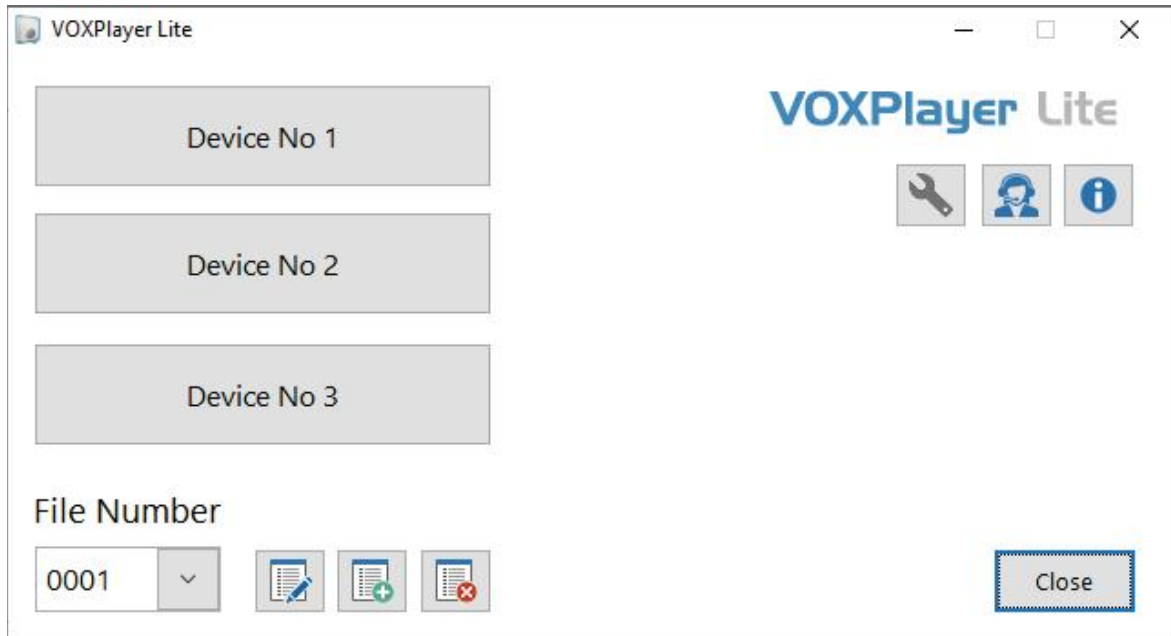 VOXPlayer Lite
VOXPlayer Lite
Device No 1
Device No 2
Device No 3
File Number
0001
Close